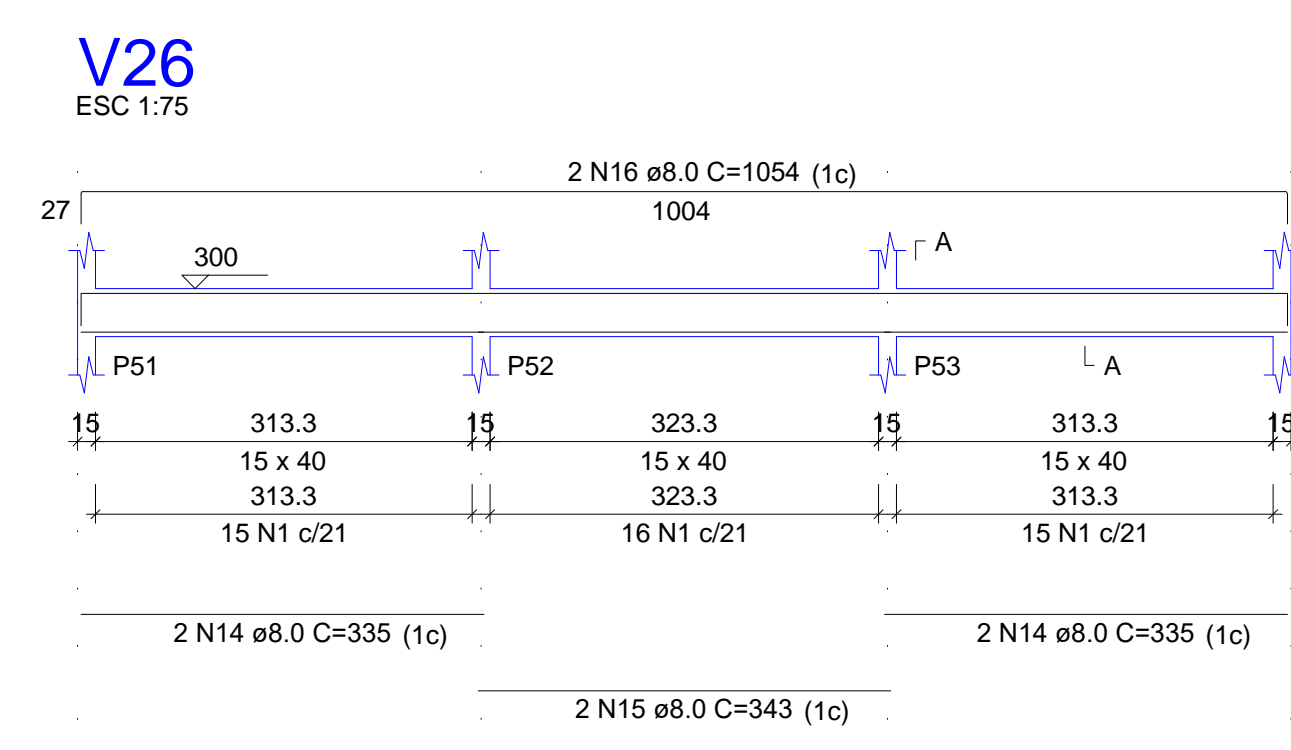 V26
ESC 1:75
2 N16 ø8.0 C=1054 (1c)
27
1004
A
300
P51
P52
P53
A
15 313.3 15 323.3 15 313.3 15
15 x 40 15 x 40 15 x 40
313.3 323.3 313.3
15 N1 c/21 16 N1 c/21 15 N1 c/21
2 N14 ø8.0 C=335 (1c) 2 N14 ø8.0 C=335 (1c)
2 N15 ø8.0 C=343 (1c)